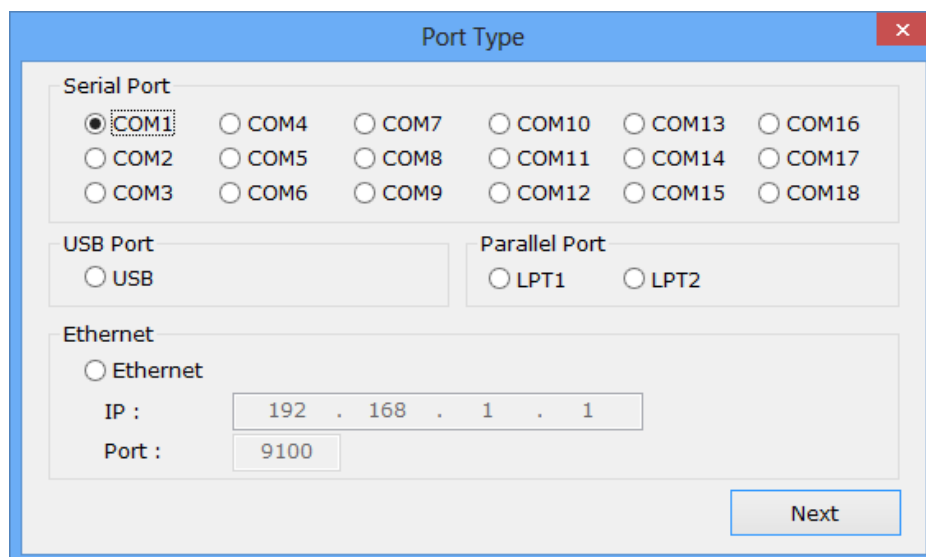 Port Type
Serial Port
COM1 COM4 COM7 COM10 COM13 COM16
COM2 COM5 COM8 COM11 COM14 COM17
COM3 COM6 COM9 COM12 COM15 COM18
USB Port
USB
Parallel Port
LPT1 LPT2
Ethernet
Ethernet
IP : 192 . 168 . 1 . 1
Port : 9100
Next